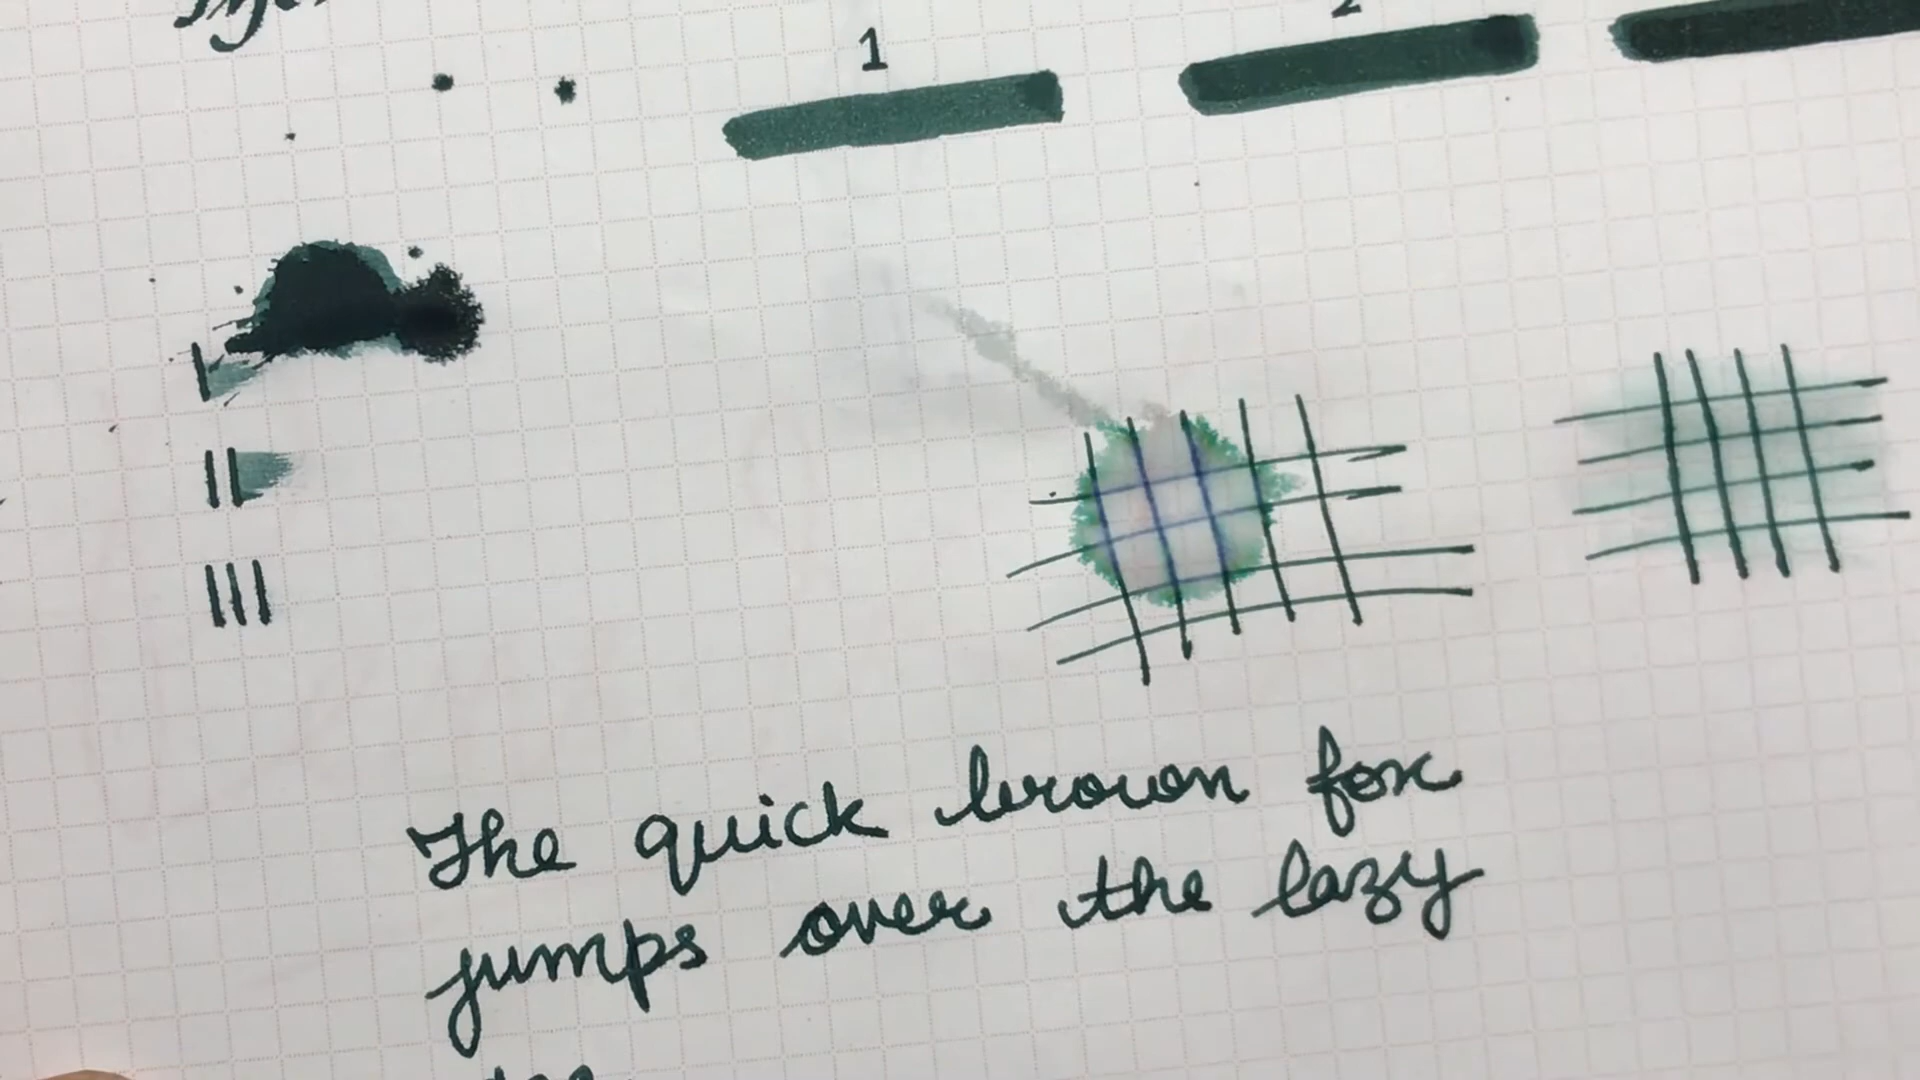 1 2
I
II
III
The quick brown fox
jumps over the lazy